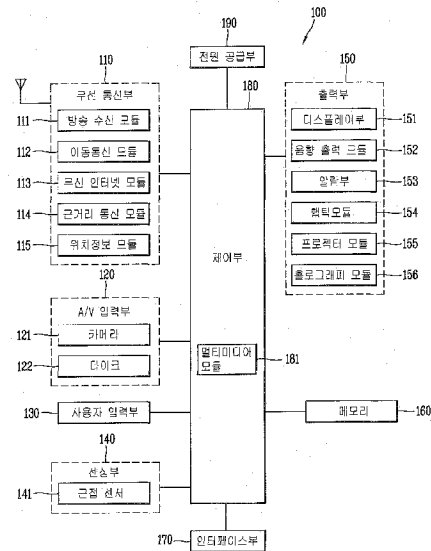 100
190
전원 공급부
110
무선 통신부
111 방송 수신 모듈
112 이동통신 모듈
113 무선 인터넷 모듈
114 근거리 통신 모듈
115 위치정보 모듈
120
A/V 입력부
121 카메라
122 마이크
130 사용자 입력부
140
센싱부
141 근접 센서
180
제어부
멀티미디어
모듈
181
150
출력부
디스플레이부 151
음향 출력 모듈 152
알람부 153
햅틱모듈 154
프로젝터 모듈 155
홀로그래피 모듈 156
메모리 160
170 인터페이스부